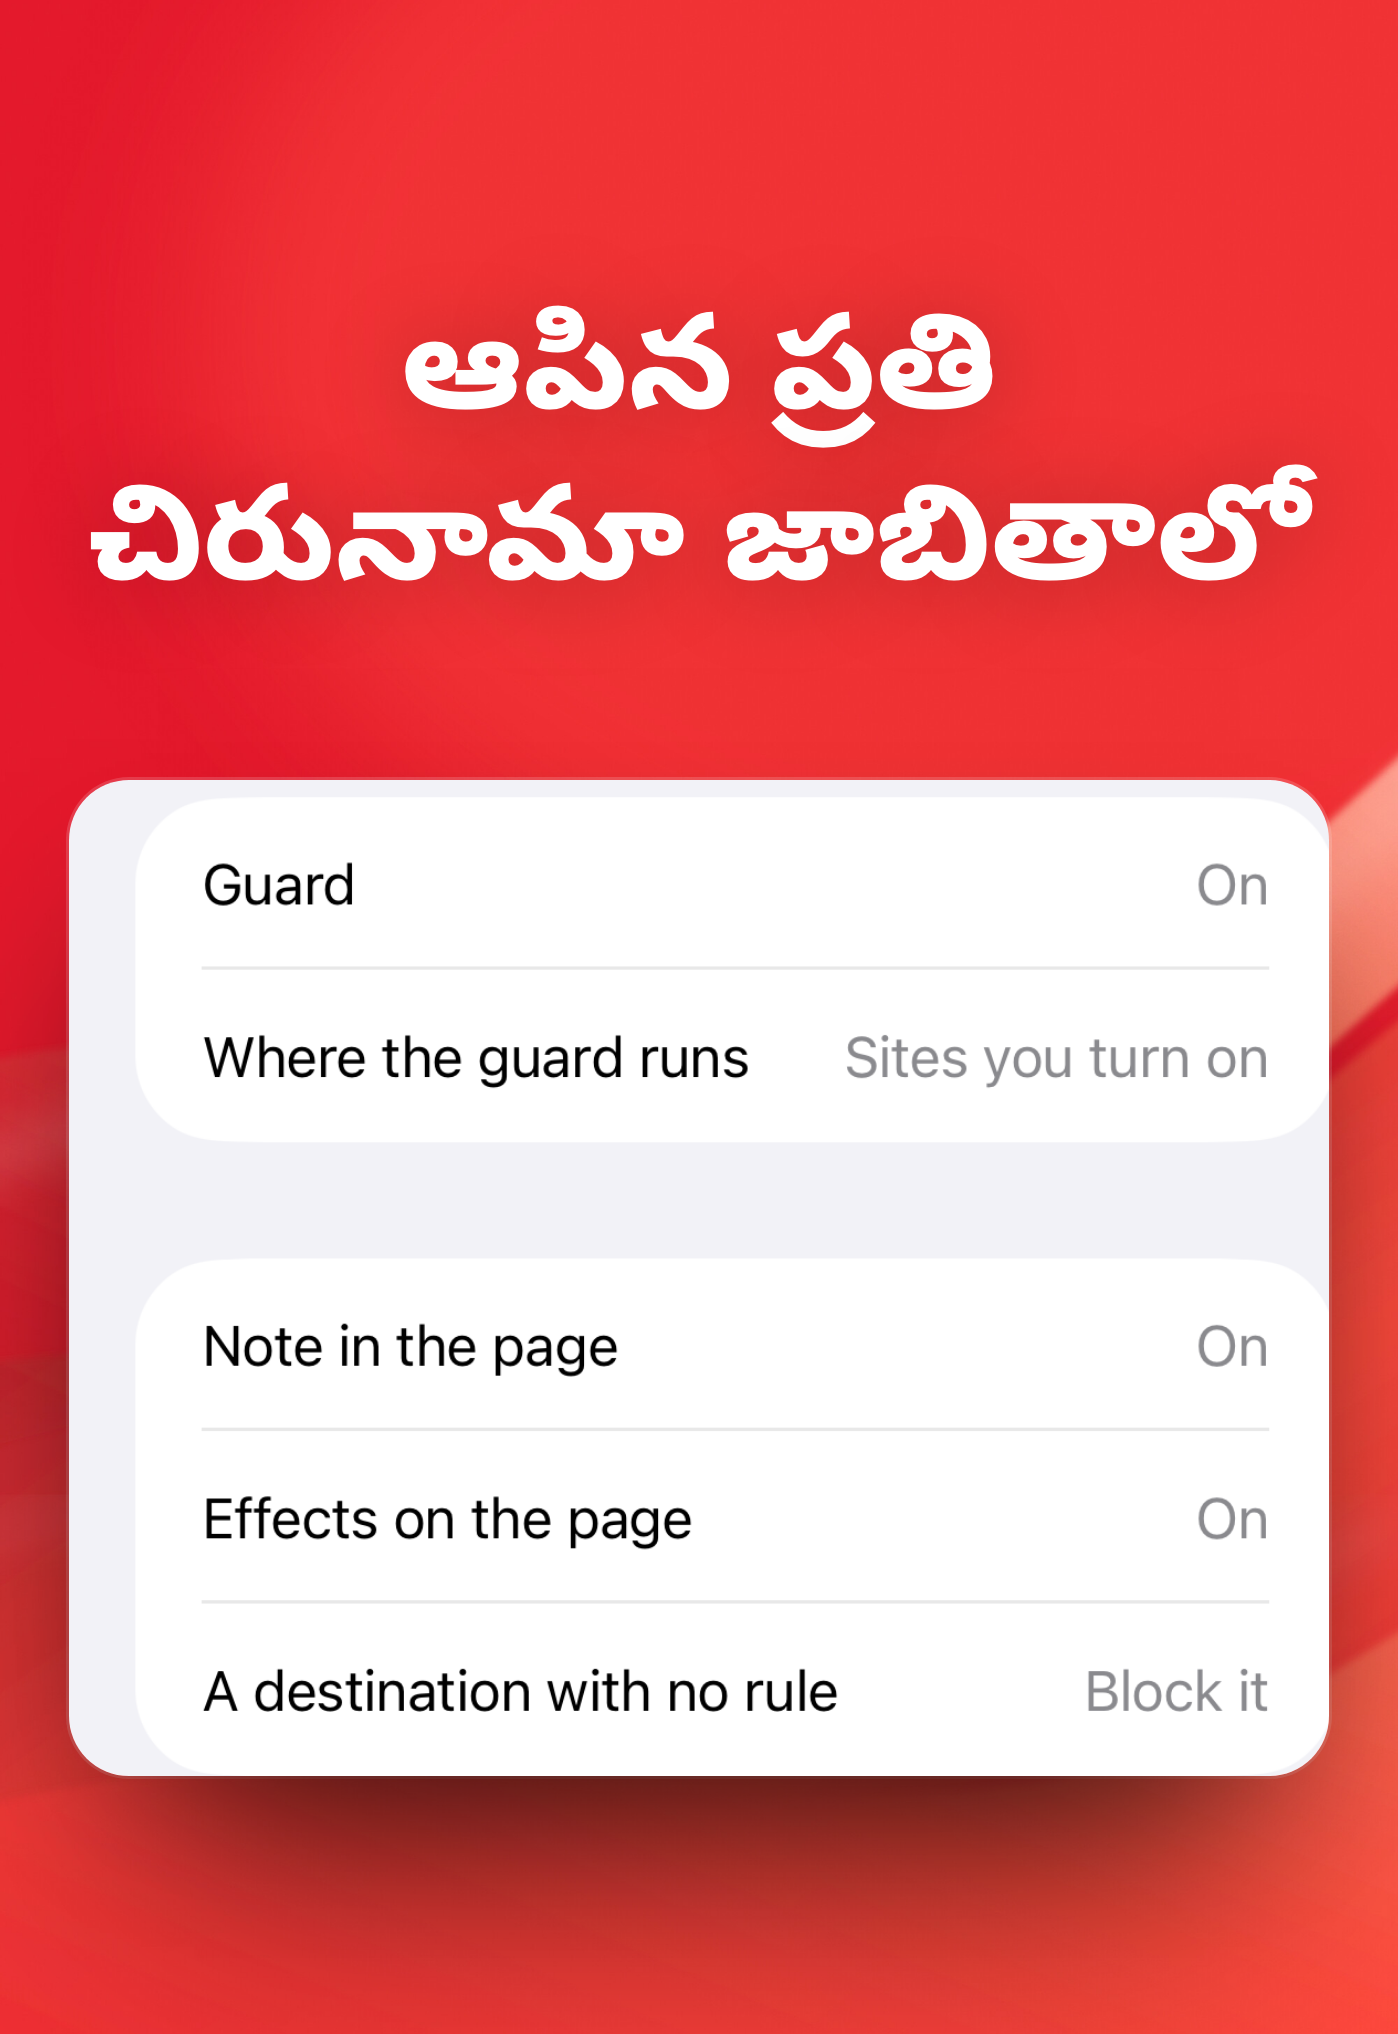 ఆపిన ప్రతి
చిరునామా జాబితాలో
Guard On
Where the guard runs Sites you turn on
Note in the page On
Effects on the page On
A destination with no rule Block it